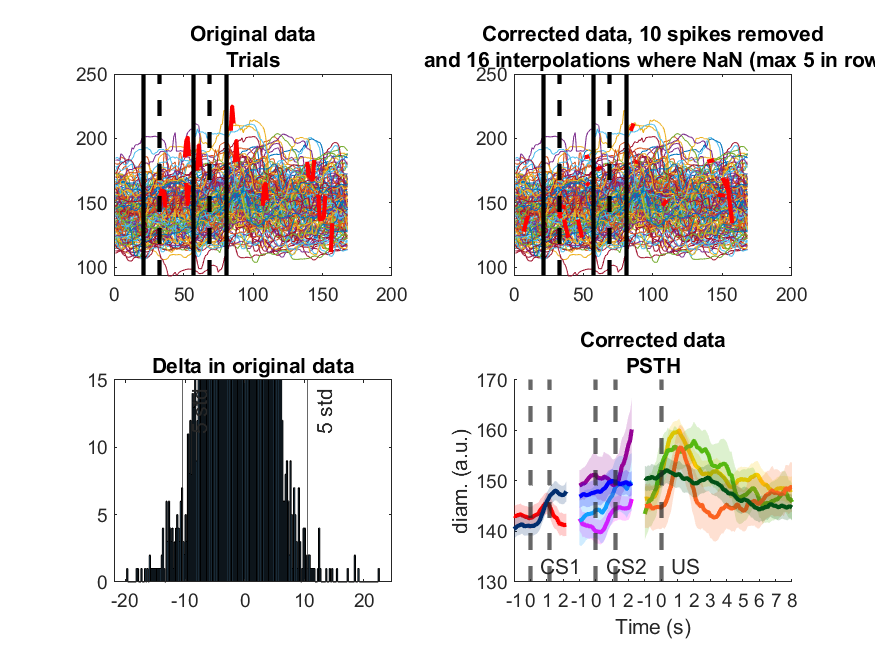 Original data
Trials
250
200
150
100
0 50 100 150 200
Corrected data, 10 spikes removed
and 16 interpolations where NaN (max 5 in row
250
200
150
100
0 50 100 150 200
Delta in original data
15
10
5
0
5 std
5 std
-20 -10 0 10 20
Corrected data
PSTH
170
160
150
140
130
diam. (a.u.)
CS1 CS2 US
-1 0 1 2 -1 0 1 2 -1 0 1 2 3 4 5 6 7 8
Time (s)